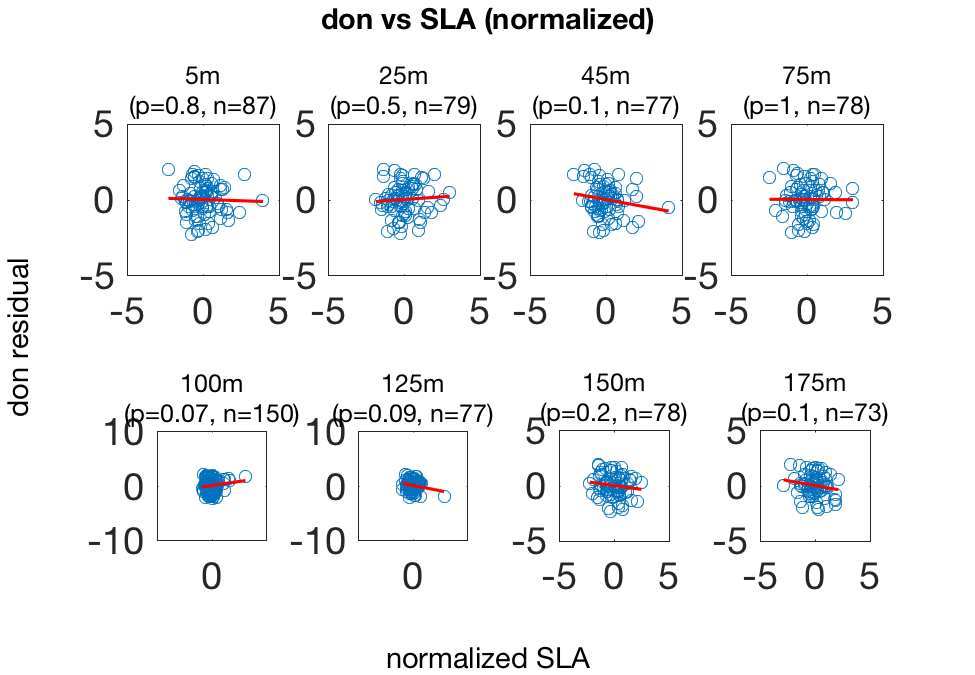 don vs SLA (normalized)
5m
(p=0.8, n=87)
25m
(p=0.5, n=79)
45m
(p=0.1, n=77)
75m
(p=1, n=78)
5
0
-5
-5 0 5
5
0
-5
-5 0 5
5
0
-5
-5 0 5
5
0
-5
-5 0 5
don residual
100m
(p=0.07, n=150)
125m
(p=0.09, n=77)
150m
(p=0.2, n=78)
175m
(p=0.1, n=73)
10
0
-10
0
10
0
-10
0
5
0
-5
-5 0 5
5
0
-5
-5 0 5
normalized SLA